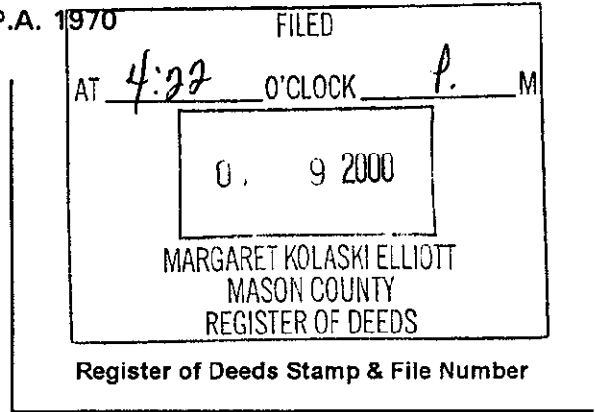 P.A. 1970
FILED
AT 4:22 O'CLOCK P. M
9 2000
MARGARET KOLASKI ELLIOTT
MASON COUNTY
REGISTER OF DEEDS
Register of Deeds Stamp & File Number